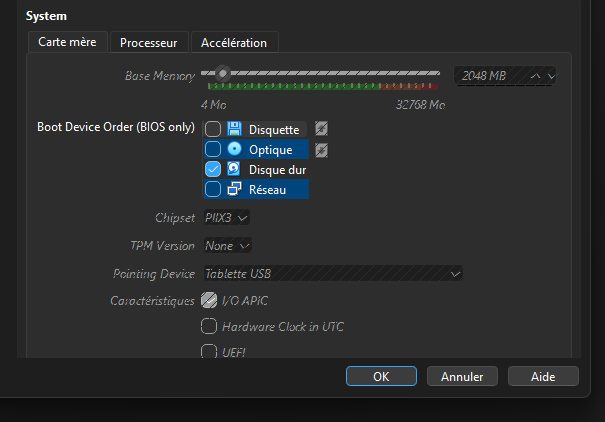 System
Carte mère Processeur Accélération
Base Memory 2048 MB
4 Mo 32768 Mo
Boot Device Order (BIOS only)
Disquette
Optique
Disque dur
Réseau
Chipset PIIX3
TPM Version None
Pointing Device Tablette USB
Caractéristiques I/O APIC
Hardware Clock in UTC
UEFI
OK Annuler Aide